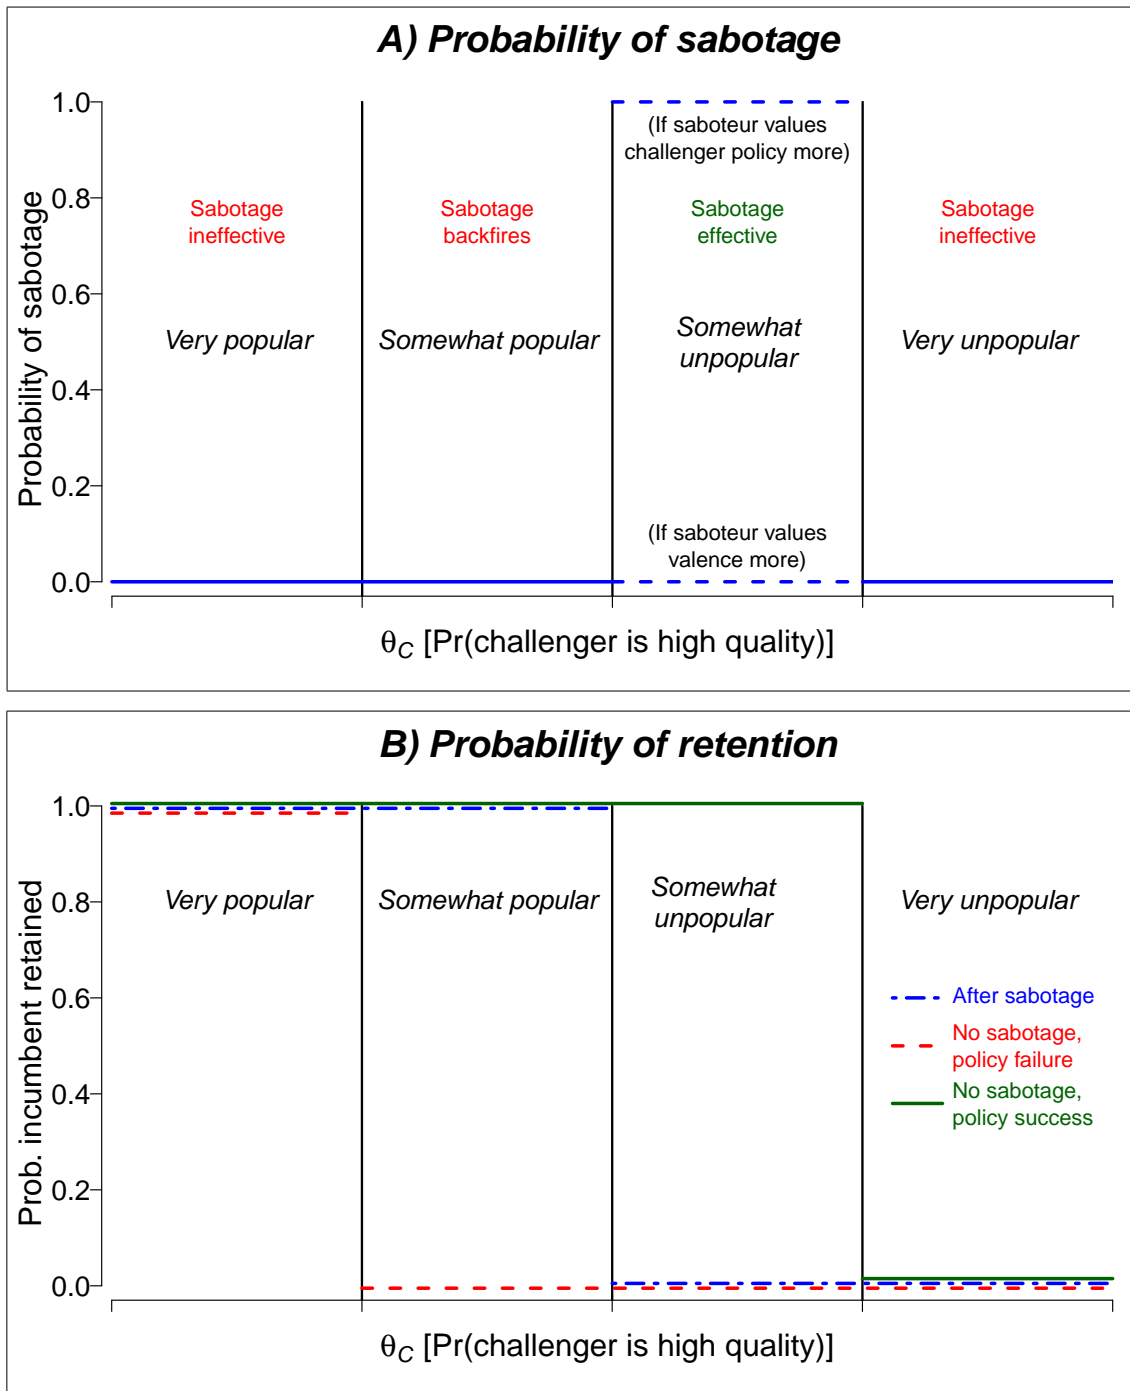 A) Probability of sabotage
Probability of sabotage
1.0
0.8
0.6
0.4
0.2
0.0
(If saboteur values
challenger policy more)
Sabotage
ineffective
Sabotage
backfires
Sabotage
effective
Sabotage
ineffective
Very popular
Somewhat popular
Somewhat
unpopular
Very unpopular
(If saboteur values
valence more)
θC [Pr(challenger is high quality)]
B) Probability of retention
Prob. incumbent retained
1.0
0.8
0.6
0.4
0.2
0.0
Very popular
Somewhat popular
Somewhat
unpopular
Very unpopular
After sabotage
No sabotage,
policy failure
No sabotage,
policy success
θC [Pr(challenger is high quality)]